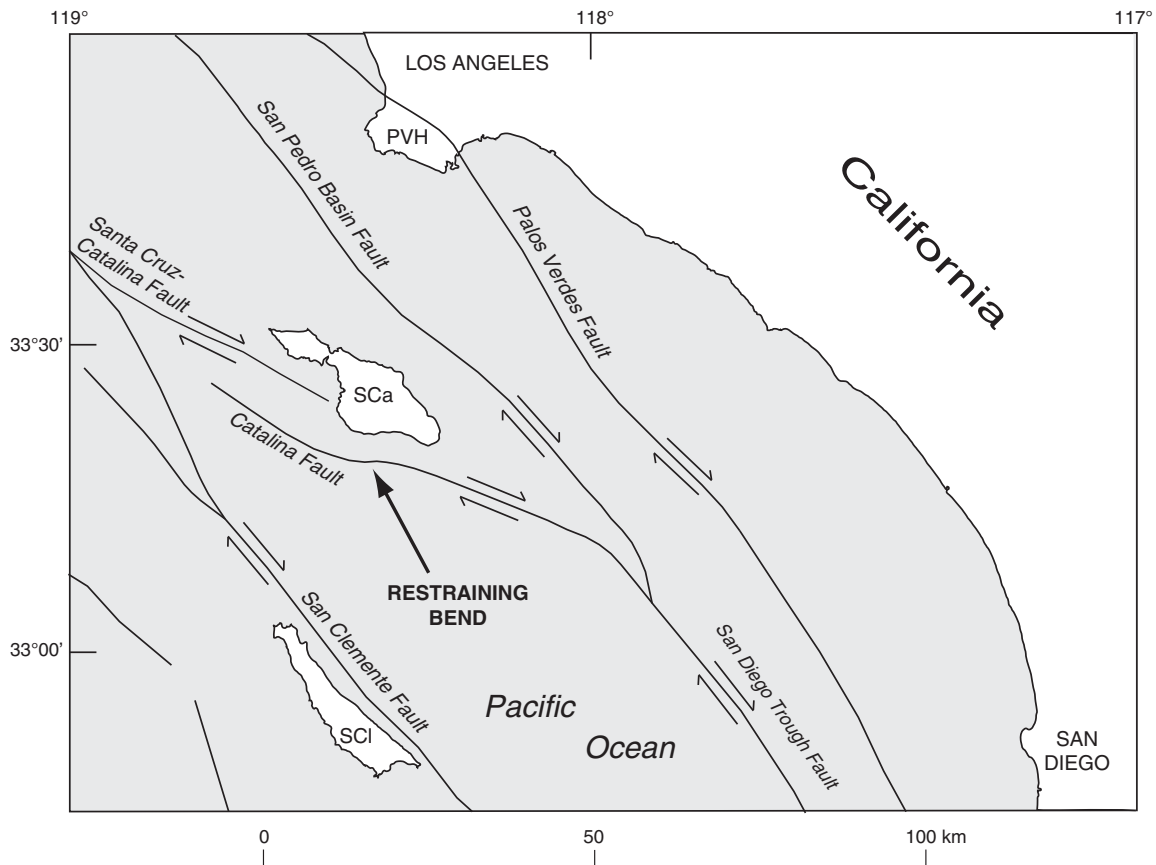 119°
118°
117°
LOS ANGELES
PVH
California
San Pedro Basin Fault
Palos Verdes Fault
Santa Cruz-
Catalina Fault
33°30'
SCa
Catalina Fault
RESTRAINING
BEND
San Clemente Fault
33°00'
San Diego Trough Fault
Pacific
Ocean
SCI
SAN
DIEGO
0
50
100 km